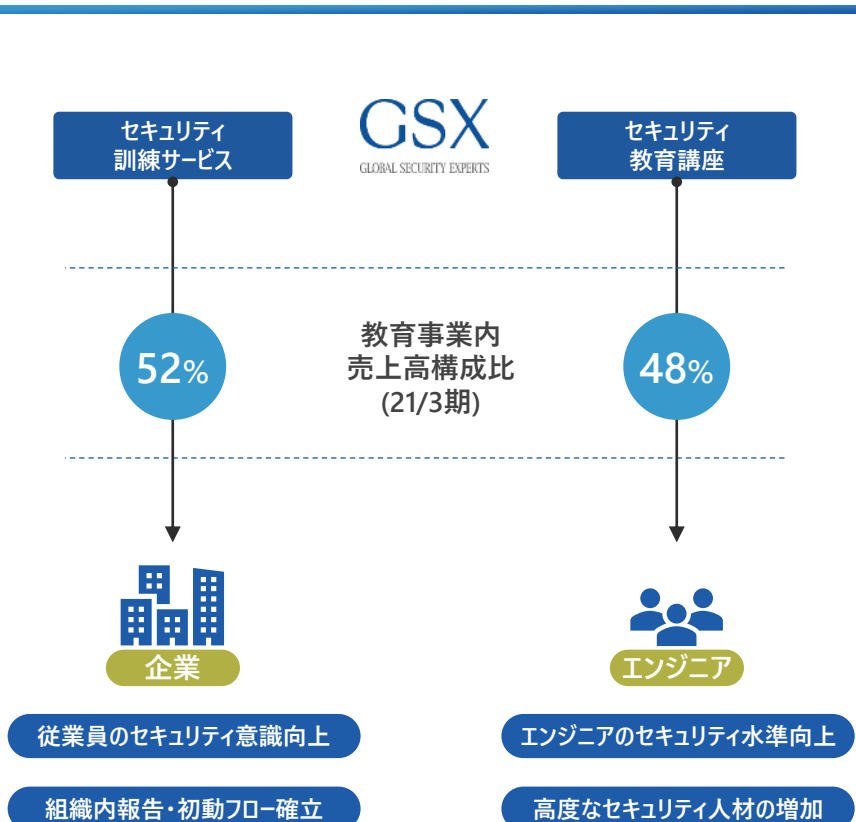 セキュリティ
訓練サービス
GSX
GLOBAL SECURITY EXPERTS
セキュリティ
教育講座
52%
教育事業内
売上高構成比
(21/3期)
48%
企業
エンジニア
従業員のセキュリティ意識向上
エンジニアのセキュリティ水準向上
組織内報告・初動フロー確立
高度なセキュリティ人材の増加